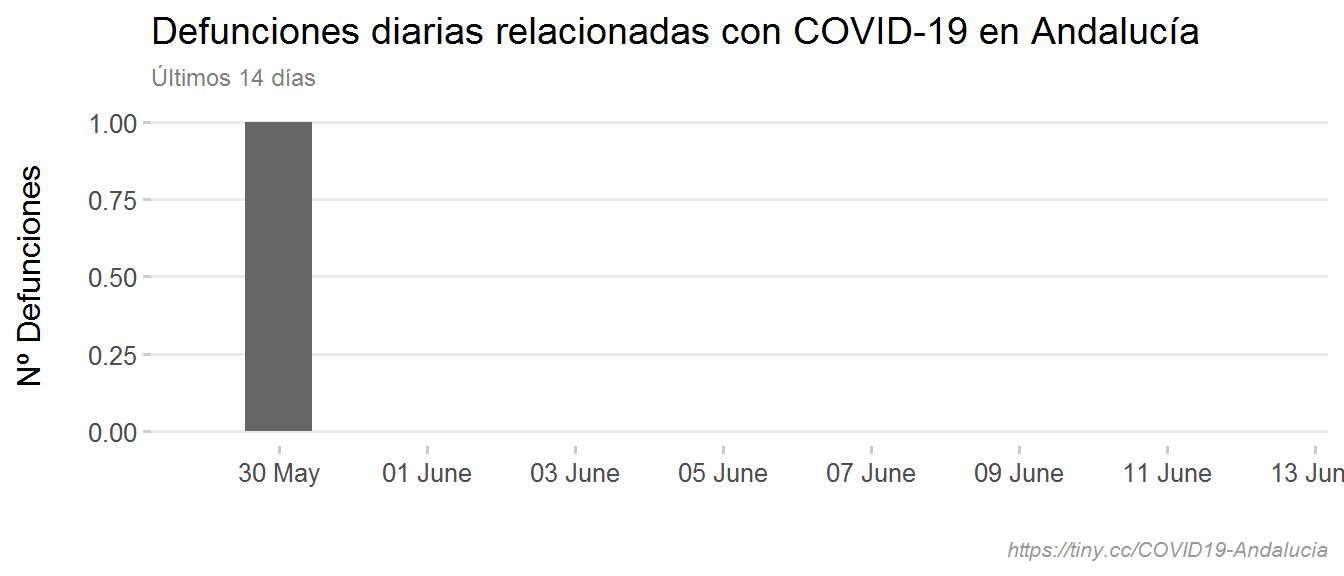 Defunciones diarias relacionadas con COVID-19 en Andalucía
Últimos 14 días
Nº Defunciones
1.00
0.75
0.50
0.25
0.00
30 May 01 June 03 June 05 June 07 June 09 June 11 June 13 Jun
https://tiny.cc/COVID19-Andalucia